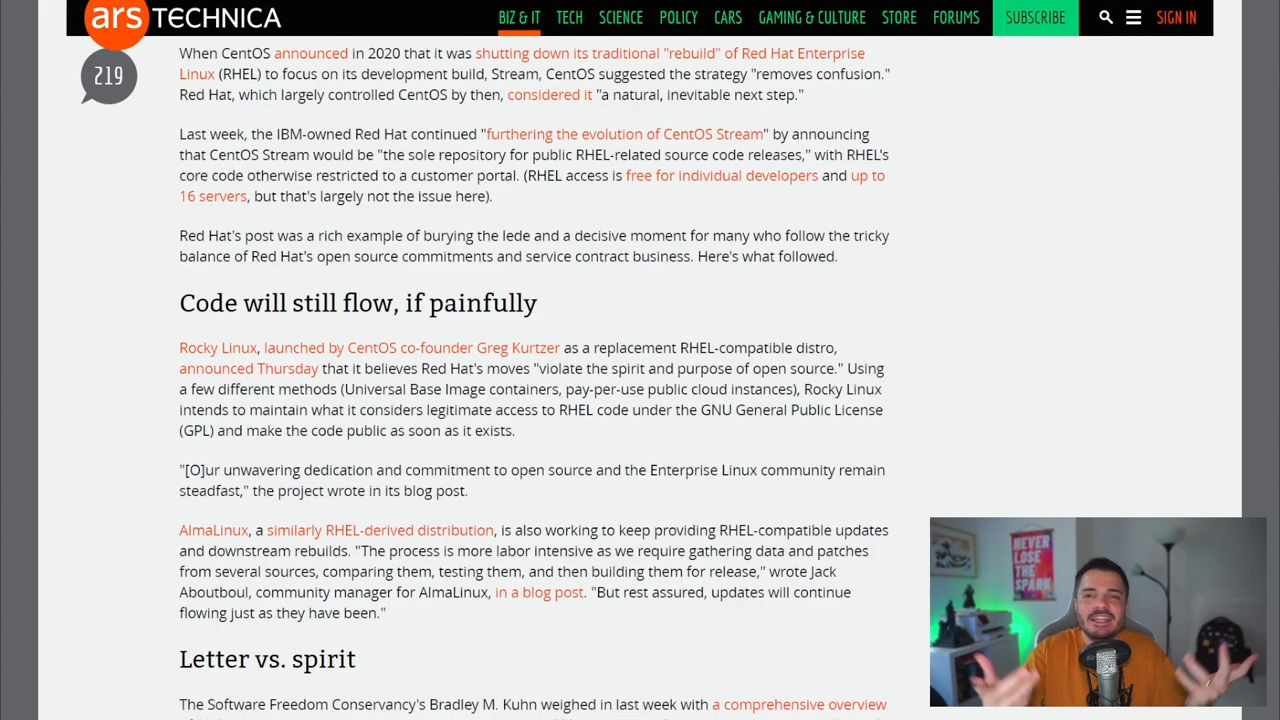 ars TECHNICA
BIZ & IT TECH SCIENCE POLICY CARS GAMING & CULTURE STORE FORUMS SUBSCRIBE SIGN IN
219
When CentOS announced in 2020 that it was shutting down its traditional "rebuild" of Red Hat Enterprise
Linux (RHEL) to focus on its development build, Stream, CentOS suggested the strategy "removes confusion."
Red Hat, which largely controlled CentOS by then, considered it "a natural, inevitable next step."
Last week, the IBM-owned Red Hat continued "furthering the evolution of CentOS Stream" by announcing
that CentOS Stream would be "the sole repository for public RHEL-related source code releases," with RHEL's
core code otherwise restricted to a customer portal. (RHEL access is free for individual developers and up to
16 servers, but that's largely not the issue here).
Red Hat's post was a rich example of burying the lede and a decisive moment for many who follow the tricky
balance of Red Hat's open source commitments and service contract business. Here's what followed.
Code will still flow, if painfully
Rocky Linux, launched by CentOS co-founder Greg Kurtzer as a replacement RHEL-compatible distro,
announced Thursday that it believes Red Hat's moves "violate the spirit and purpose of open source." Using
a few different methods (Universal Base Image containers, pay-per-use public cloud instances), Rocky Linux
intends to maintain what it considers legitimate access to RHEL code under the GNU General Public License
(GPL) and make the code public as soon as it exists.
"[O]ur unwavering dedication and commitment to open source and the Enterprise Linux community remain
steadfast," the project wrote in its blog post.
AlmaLinux, a similarly RHEL-derived distribution, is also working to keep providing RHEL-compatible updates
and downstream rebuilds. "The process is more labor intensive as we require gathering data and patches
from several sources, comparing them, testing them, and then building them for release," wrote Jack
Aboutboul, community manager for AlmaLinux, in a blog post. "But rest assured, updates will continue
flowing just as they have been."
Letter vs. spirit
The Software Freedom Conservancy's Bradley M. Kuhn weighed in last week with a comprehensive overview
NEVER
LOSE
THE
SPARK